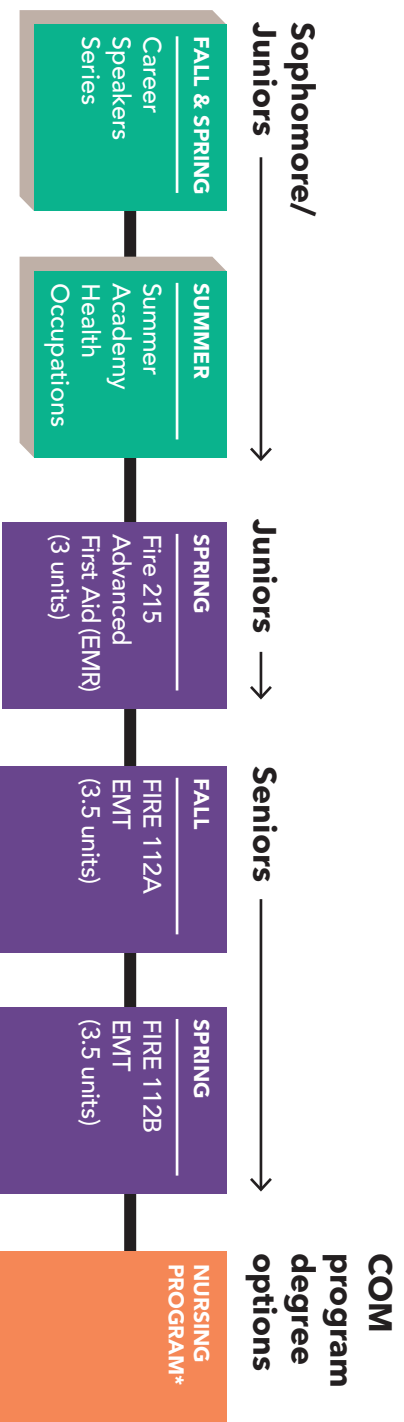 Sophomore/
Juniors
FALL & SPRING
Career
Speakers
Series
SUMMER
Summer
Academy
Health
Occupations
Juniors
SPRING
Fire 215
Advanced
First Aid (EMR)
(3 units)
Seniors
FALL
FIRE 112A
EMT
(3.5 units)
SPRING
FIRE 112B
EMT
(3.5 units)
COM
program
degree
options
NURSING
PROGRAM*